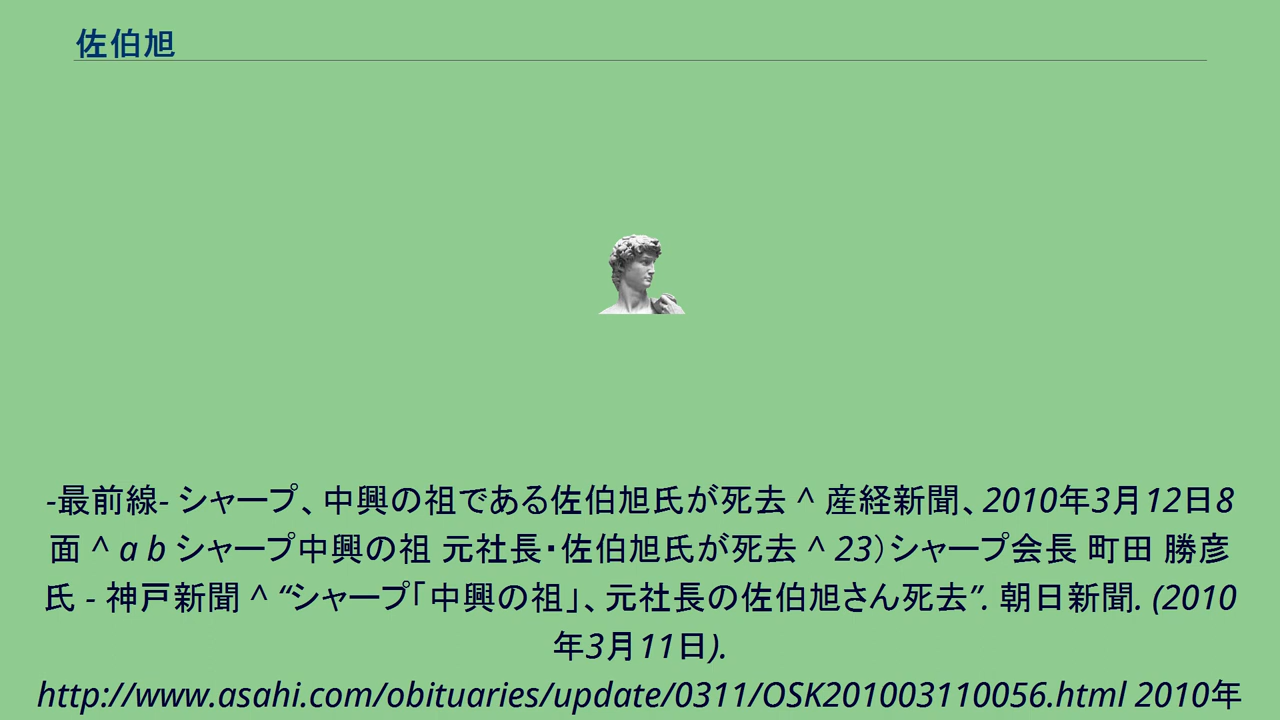 佐伯旭
-最前線- シャープ、中興の祖である佐伯旭氏が死去 ^ 産経新聞、2010年3月12日8
面 ^ a b シャープ中興の祖 元社長・佐伯旭氏が死去 ^ 23）シャープ会長 町田 勝彦
氏 - 神戸新聞 ^ “シャープ「中興の祖」、元社長の佐伯旭さん死去”. 朝日新聞. (2010
年3月11日).
http://www.asahi.com/obituaries/update/0311/OSK201003110056.html 2010年